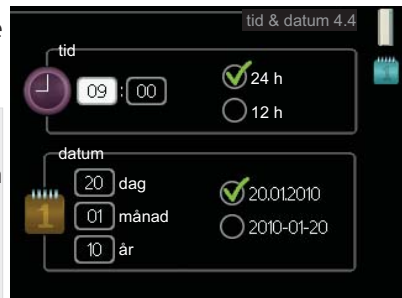 tid & datum 4.4
tid
09 : 00
24 h
12 h
datum
20 dag
01 månad
10 år
20.01.2010
2010-01-20
1